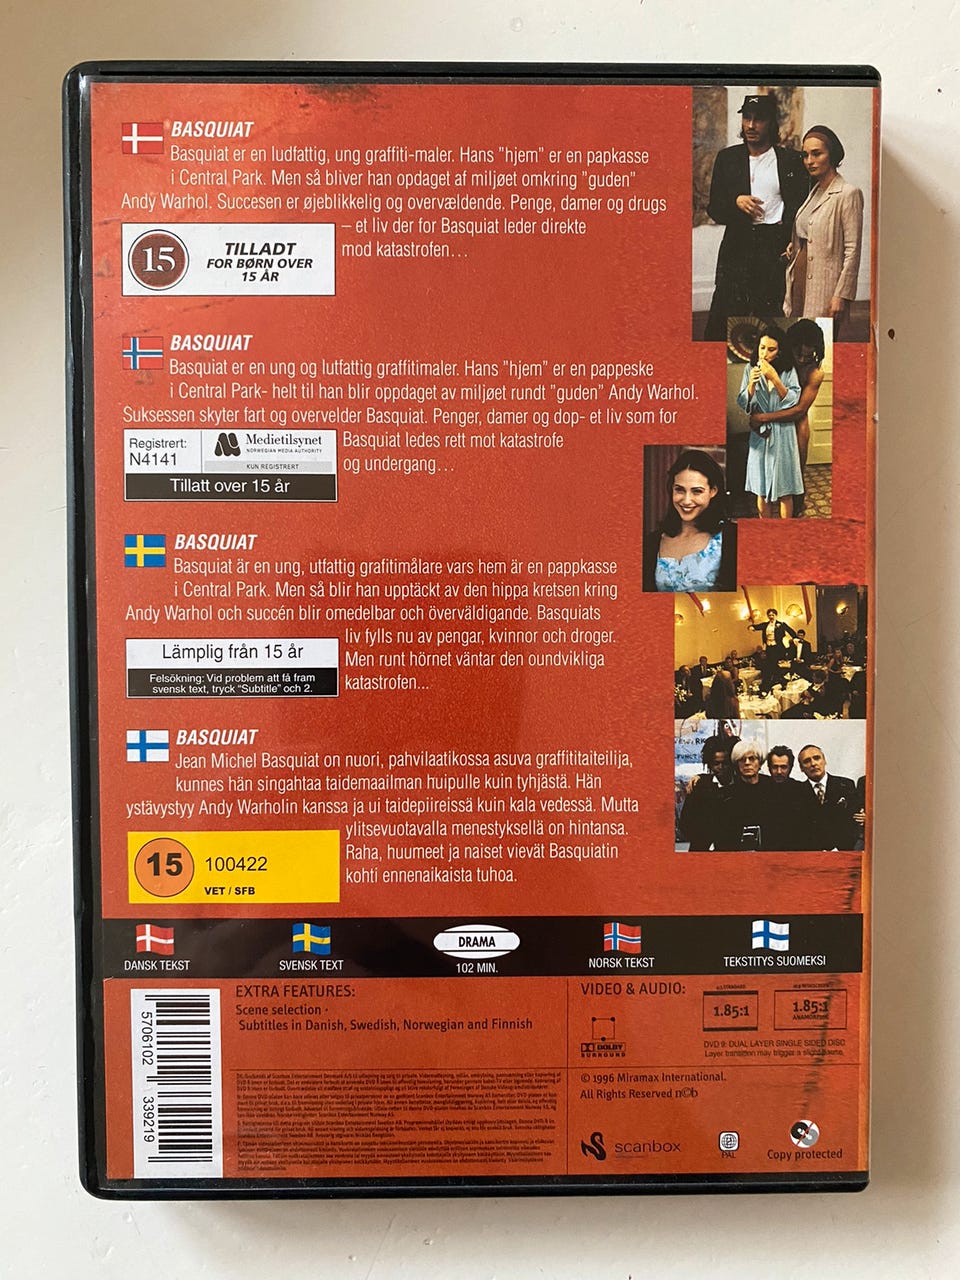 BASQUIAT
Basquiat er en ludfattig, ung graffiti-maler. Hans "hjem" er en papkasse
i Central Park. Men så bliver han opdaget af miljøet omkring "guden"
Andy Warhol. Succesen er øjeblikkelig og overvældende. Penge, damer og drugs
– et liv der for Basquiat leder direkte
mod katastrofen...
15
TILLADT
FOR BØRN OVER
15 ÅR
BASQUIAT
Basquiat er en ung og lutfattig graffitimaler. Hans "hjem" er en pappeske
i Central Park- helt til han blir oppdaget av miljøet rundt "guden" Andy Warhol.
Suksessen skyter fart og overvelder Basquiat. Penger, damer og dop- et liv som for
Basquiat ledes rett mot katastrofe
og undergang...
Registrert:
N4141
Medietilsynet
NORWEGIAN MEDIA AUTHORITY
KUN REGISTRERT
Tillatt over 15 år
BASQUIAT
Basquiat är en ung, utfattig grafitimålare vars hem är en pappkasse
i Central Park. Men så blir han upptäckt av den hippa kretsen kring
Andy Warhol och succén blir omedelbar och överväldigande. Basquiats
liv fylls nu av pengar, kvinnor och droger.
Men runt hörnet väntar den oundvikliga
katastrofen...
Lämplig från 15 år
Felsökning: Vid problem att få fram
svensk text, tryck "Subtitle" och 2.
BASQUIAT
Jean Michel Basquiat on nuori, pahvilaatikossa asuva graffititaiteilija,
kunnes hän singahtaa taidemaailman huipulle kuin tyhjästä. Hän
ystävystyy Andy Warholin kanssa ja ui taidepiireissä kuin kala vedessä. Mutta
ylitsevuotavalla menestyksellä on hintansa.
Raha, huumeet ja naiset vievät Basquiatin
kohti ennenaikaista tuhoa.
15
100422
VET / SFB
DANSK TEKST
SVENSK TEXT
DRAMA
102 MIN.
NORSK TEKST
TEKSTITYS SUOMEKSI
EXTRA FEATURES:
Scene selection ·
Subtitles in Danish, Swedish, Norwegian and Finnish
VIDEO & AUDIO:
DOLBY
SURROUND
4:3 STANDARD
1.85:1
16:9 WIDESCREEN
1.85:1
ANAMORPHIC
DVD 9: DUAL LAYER SINGLE SIDED DISC
Layer transition may trigger a slight pause.
© 1996 Miramax International.
All Rights Reserved ncb
scanbox
PAL
Copy protected
5706102 339219